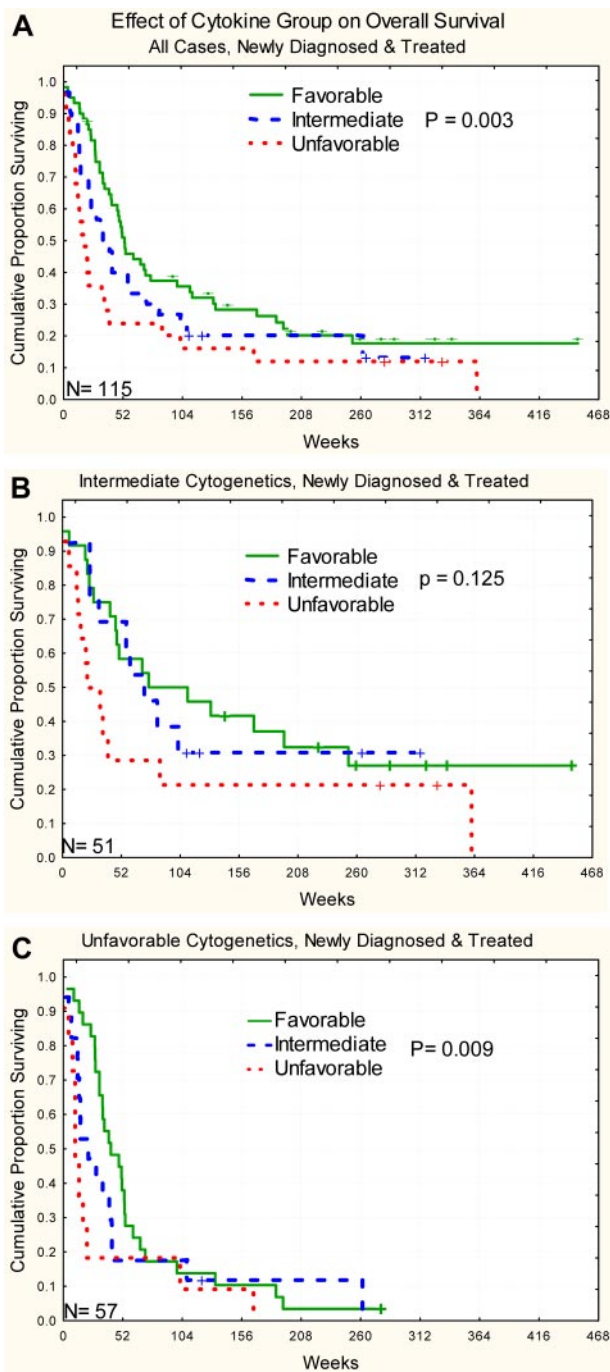 A
Effect of Cytokine Group on Overall Survival
All Cases, Newly Diagnosed & Treated
Cumulative Proportion Surviving
1.0
0.9
0.8
0.7
0.6
0.5
0.4
0.3
0.2
0.1
0.0
Favorable
Intermediate P = 0.003
Unfavorable
N= 115
0 52 104 156 208 260 312 364 416 468
Weeks
B
Intermediate Cytogenetics, Newly Diagnosed & Treated
Cumulative Proportion Surviving
1.0
0.9
0.8
0.7
0.6
0.5
0.4
0.3
0.2
0.1
0.0
Favorable
Intermediate p = 0.125
Unfavorable
N= 51
0 52 104 156 208 260 312 364 416 468
Weeks
C
Unfavorable Cytogenetics, Newly Diagnosed & Treated
Cumulative Proportion Surviving
1.0
0.9
0.8
0.7
0.6
0.5
0.4
0.3
0.2
0.1
0.0
Favorable
Intermediate P= 0.009
Unfavorable
N= 57
0 52 104 156 208 260 312 364 416 468
Weeks